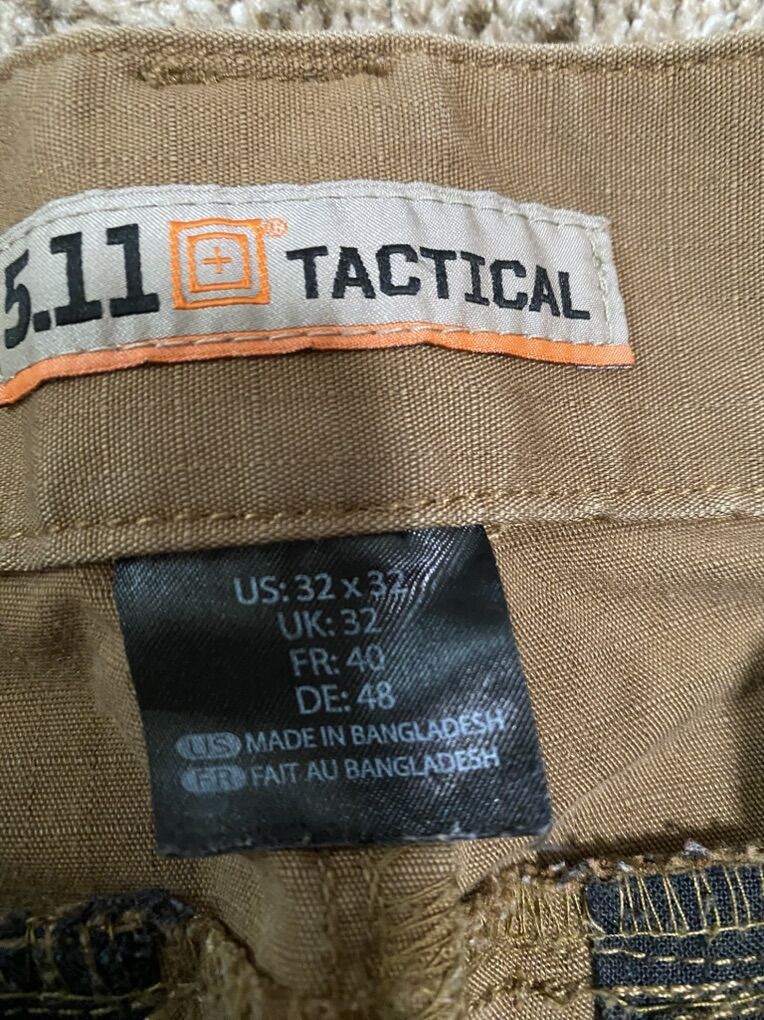 5.11 ® TACTICAL
US: 32 x 32
UK: 32
FR: 40
DE: 48
US MADE IN BANGLADESH
FR FAIT AU BANGLADESH